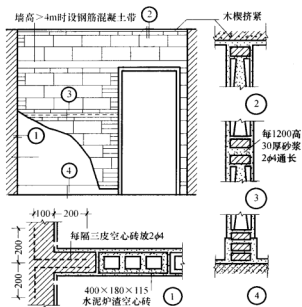 墙高>4m时设钢筋混凝土带
②
木楔挤紧
③
①
④
②
每1200高
30厚砂浆
2φ4通长
③
100 200
每隔三皮空心砖放2φ4
200
200
400×180×115
水泥炉渣空心砖
①
④